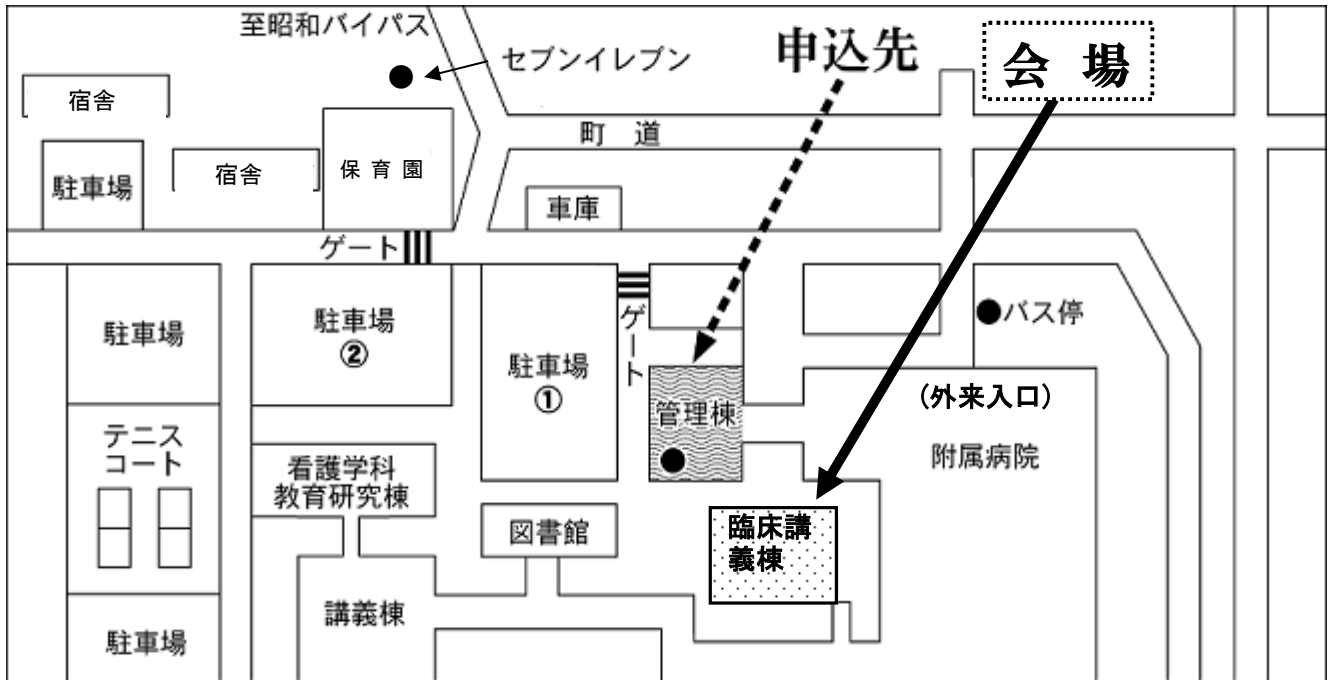 至昭和バイパス
セブンイレブン
申込先
会 場
宿舎
駐車場
宿舎
保 育 園
町 道
車庫
ゲート
ゲート
駐車場
駐車場
②
駐車場
①
バス停
(外来入口)
管理棟
附属病院
テニス
コート
看護学科
教育研究棟
図書館
臨床講
義棟
講義棟
駐車場